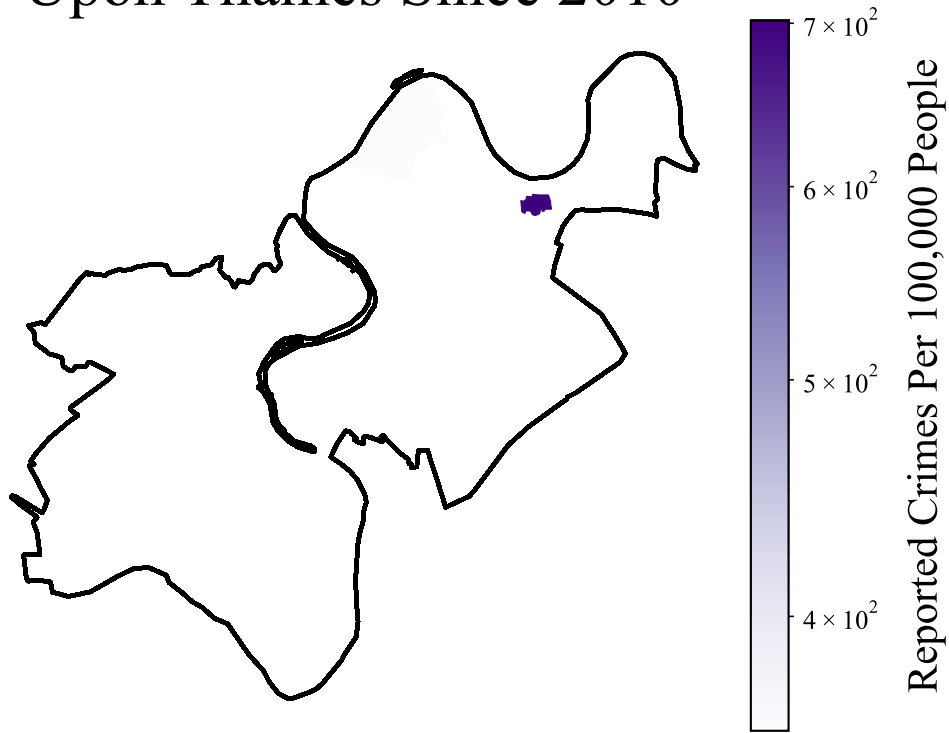 Upon Thames Since 2010
7 × 10²
6 × 10²
5 × 10²
4 × 10²
Reported Crimes Per 100,000 People